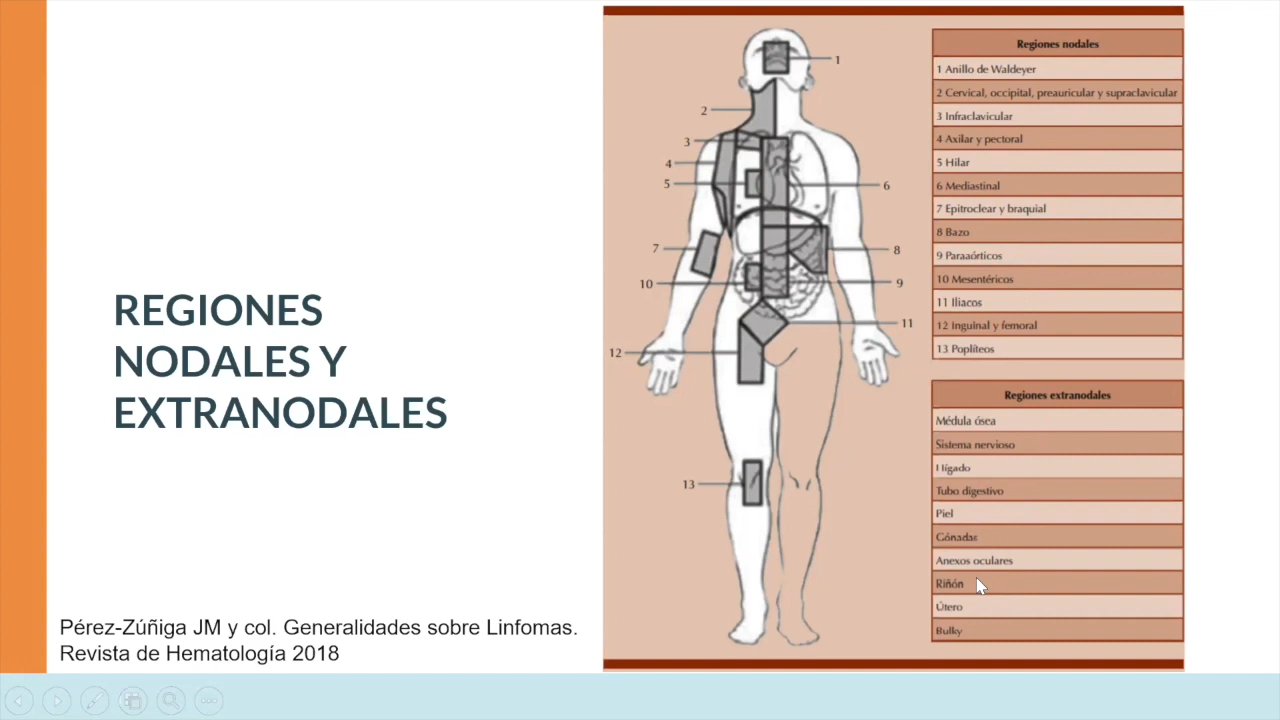 REGIONES
NODALES Y
EXTRANODALES
Pérez-Zúñiga JM y col. Generalidades sobre Linfomas.
Revista de Hematología 2018
1
2
3
4
5
6
7
8
10
9
11
12
13
Regiones nodales
1 Anillo de Waldeyer
2 Cervical, occipital, preauricular y supraclavicular
3 Infraclavicular
4 Axilar y pectoral
5 Hilar
6 Mediastinal
7 Epitroclear y braquial
8 Bazo
9 Paraaórticos
10 Mesentéricos
11 Iliacos
12 Inguinal y femoral
13 Poplíteos
Regiones extranodales
Médula ósea
Sistema nervioso
Hígado
Tubo digestivo
Piel
Gónadas
Anexos oculares
Riñón
Útero
Bulky